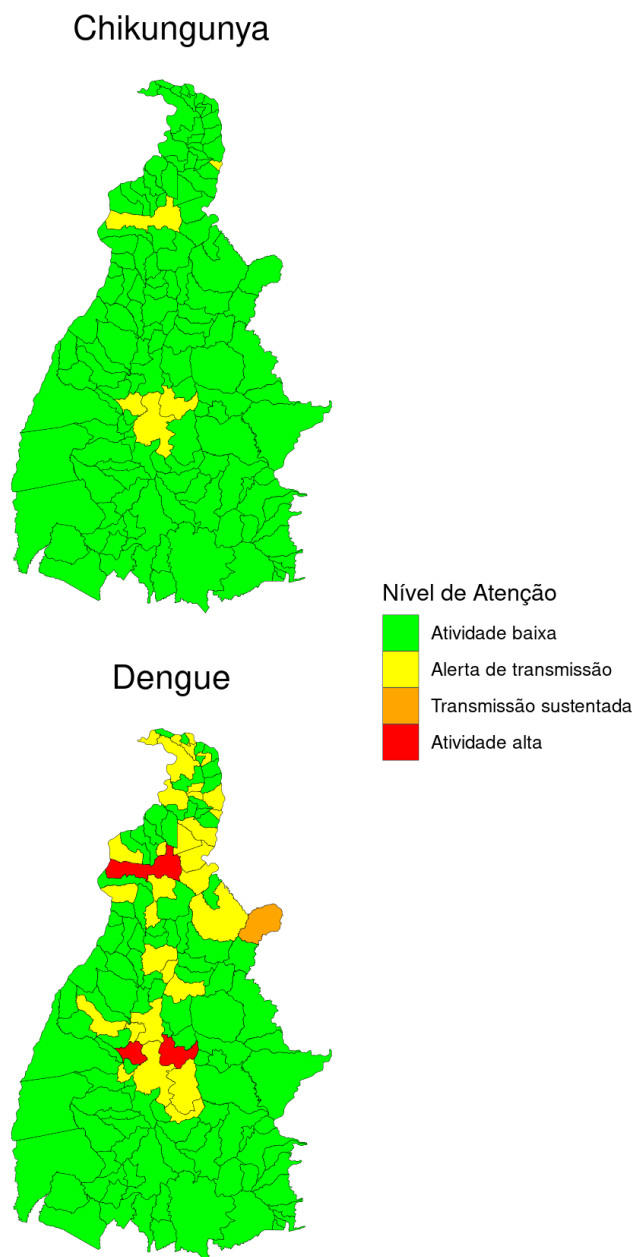 Chikungunya
Nível de Atenção
Atividade baixa
Alerta de transmissão
Transmissão sustentada
Atividade alta
Dengue